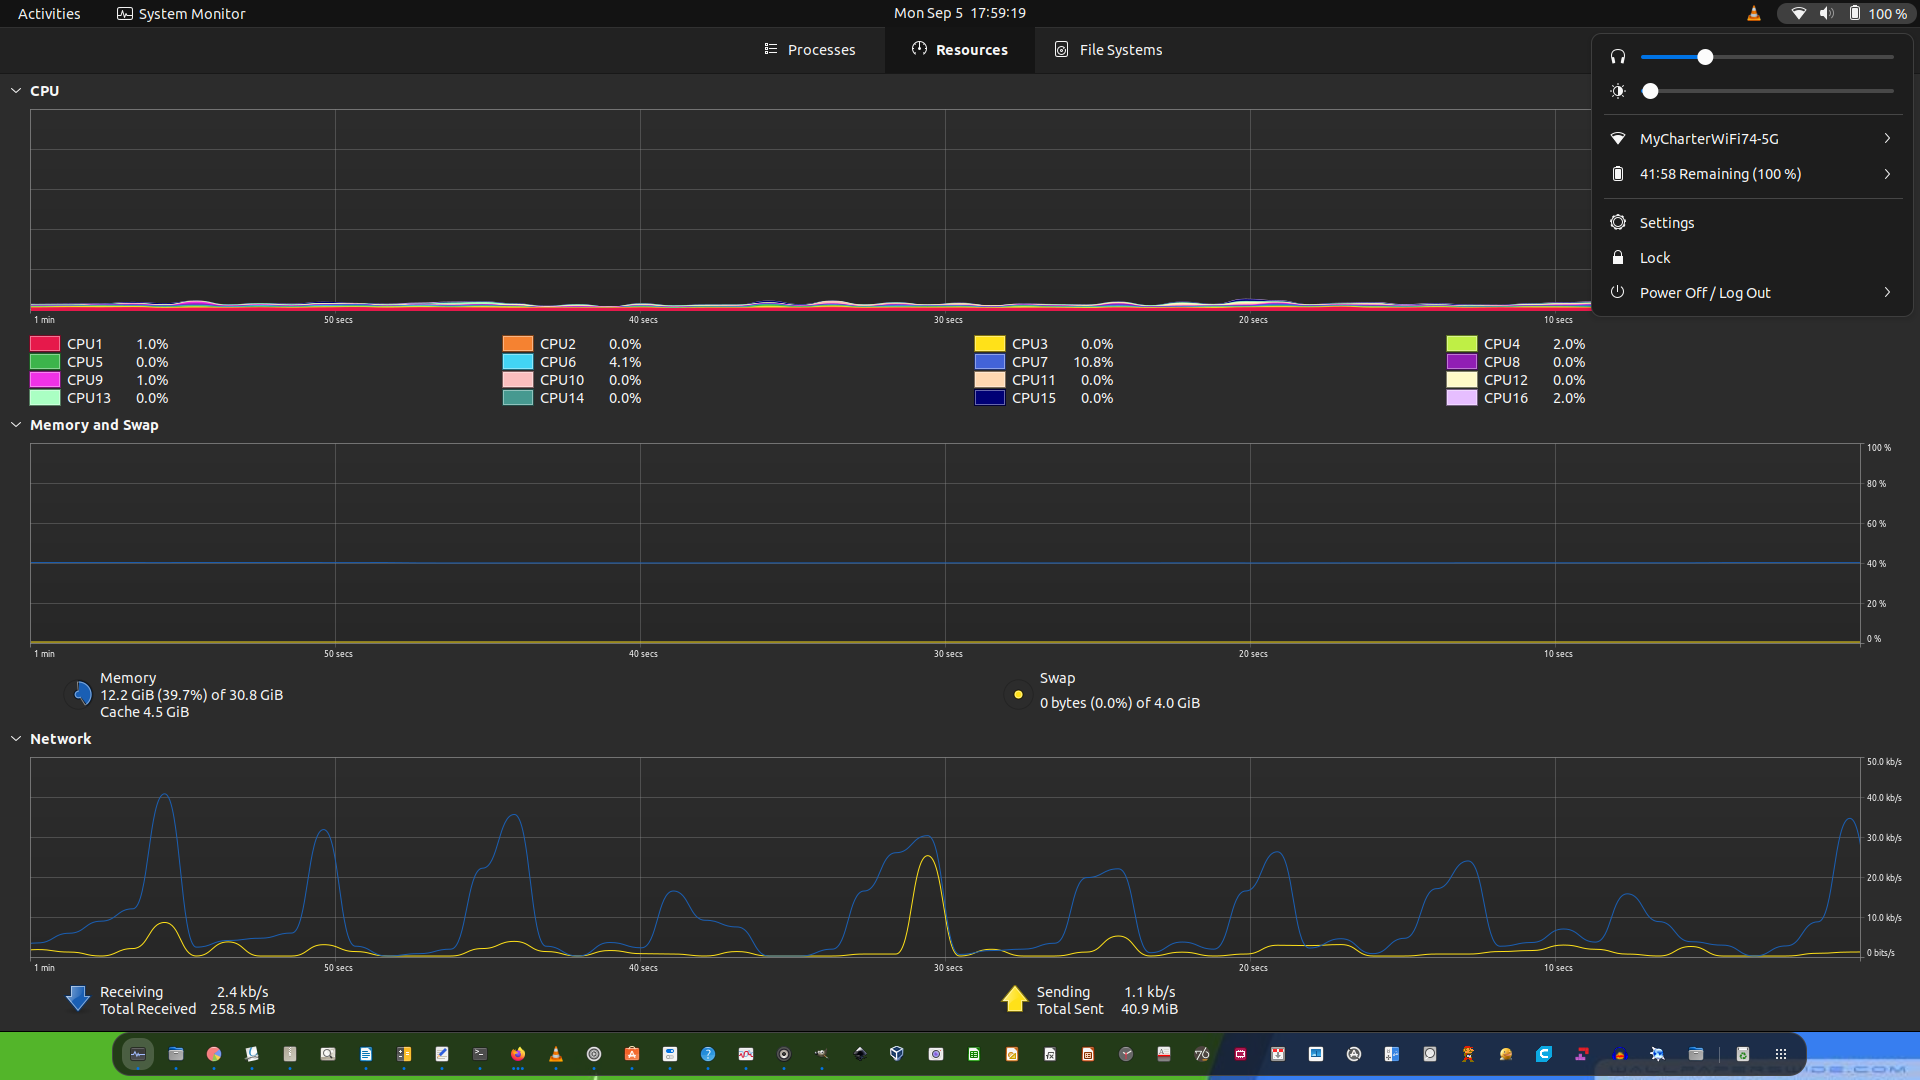 Activities
System Monitor
Mon Sep 5 17:59:19
100 %
Processes
Resources
File Systems
MyCharterWiFi74-5G
41:58 Remaining (100 %)
Settings
Lock
Power Off / Log Out
CPU
1 min 50 secs 40 secs 30 secs 20 secs 10 secs
CPU1 1.0% CPU2 0.0% CPU3 0.0% CPU4 2.0%
CPU5 0.0% CPU6 4.1% CPU7 10.8% CPU8 0.0%
CPU9 1.0% CPU10 0.0% CPU11 0.0% CPU12 0.0%
CPU13 0.0% CPU14 0.0% CPU15 0.0% CPU16 2.0%
Memory and Swap
100 %
80 %
60 %
40 %
20 %
0 %
1 min 50 secs 40 secs 30 secs 20 secs 10 secs
Memory
12.2 GiB (39.7%) of 30.8 GiB
Cache 4.5 GiB
Swap
0 bytes (0.0%) of 4.0 GiB
Network
50.0 kb/s
40.0 kb/s
30.0 kb/s
20.0 kb/s
10.0 kb/s
0 bits/s
1 min 50 secs 40 secs 30 secs 20 secs 10 secs
Receiving 2.4 kb/s
Total Received 258.5 MiB
Sending 1.1 kb/s
Total Sent 40.9 MiB
76